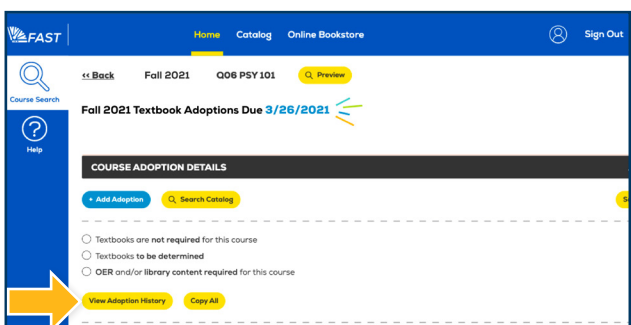 FAST
Home Catalog Online Bookstore
Sign Out
Course Search
Help
<< Back Fall 2021 Q06 PSY 101 Preview
Fall 2021 Textbook Adoptions Due 3/26/2021
COURSE ADOPTION DETAILS
+ Add Adoption Search Catalog
Textbooks are not required for this course
Textbooks to be determined
OER and/or library content required for this course
View Adoption History Copy All